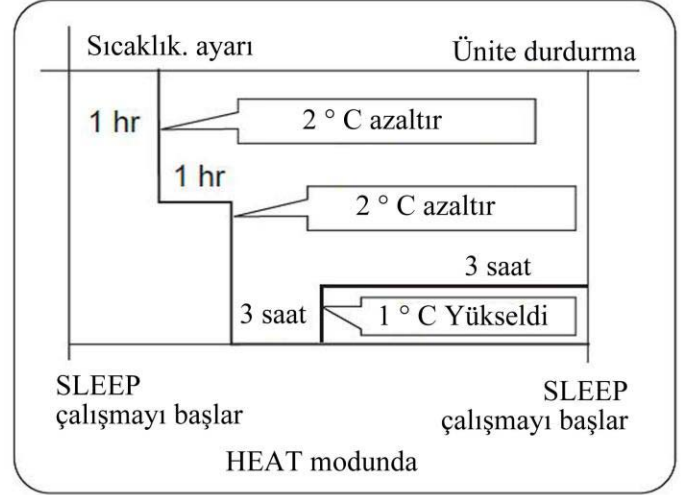 Sıcaklık. ayarı
Ünite durdurma
1 hr
2 ° C azaltır
1 hr
2 ° C azaltır
3 saat
3 saat
1 ° C Yükseldi
SLEEP
çalışmayı başlar
SLEEP
çalışmayı başlar
HEAT modunda